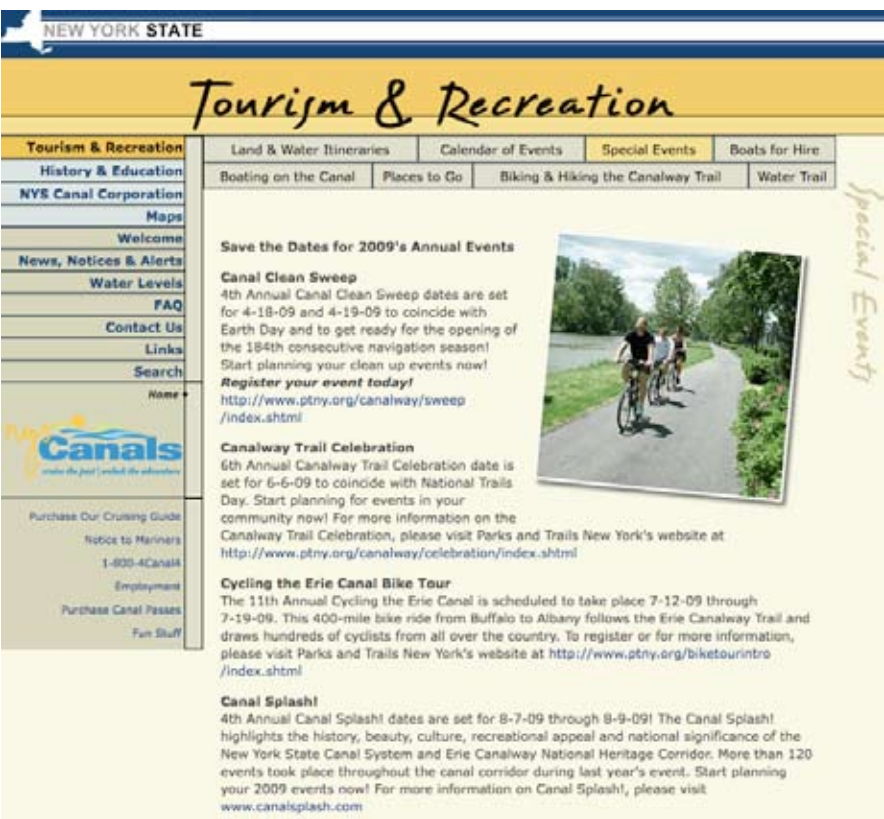 NEW YORK STATE
Tourism & Recreation
Tourism & Recreation
History & Education
NYS Canal Corporation
Maps
Welcome
News, Notices & Alerts
Water Levels
FAQ
Contact Us
Links
Search
Home
nys
Canals
Purchase Our Cruising Guide
Notice to Mariners
1-800-4Canal4
Employment
Purchase Canal Passes
Fun Stuff
Land & Water Itineraries
Calendar of Events
Special Events
Boats for Hire
Boating on the Canal
Places to Go
Biking & Hiking the Canalway Trail
Water Trail
Special Events
Save the Dates for 2009's Annual Events
Canal Clean Sweep
4th Annual Canal Clean Sweep dates are set
for 4-18-09 and 4-19-09 to coincide with
Earth Day and to get ready for the opening of
the 184th consecutive navigation season!
Start planning your clean up events now!
Register your event today!
http://www.ptny.org/canalway/sweep
/index.shtml
Canalway Trail Celebration
6th Annual Canalway Trail Celebration date is
set for 6-6-09 to coincide with National Trails
Day. Start planning for events in your
community now! For more information on the
Canalway Trail Celebration, please visit Parks and Trails New York's website at
http://www.ptny.org/canalway/celebration/index.shtml
Cycling the Erie Canal Bike Tour
The 11th Annual Cycling the Erie Canal is scheduled to take place 7-12-09 through
7-19-09. This 400-mile bike ride from Buffalo to Albany follows the Erie Canalway Trail and
draws hundreds of cyclists from all over the country. To register or for more information,
please visit Parks and Trails New York's website at http://www.ptny.org/biketourintro
/index.shtml
Canal Splash!
4th Annual Canal Splash! dates are set for 8-7-09 through 8-9-09! The Canal Splash!
highlights the history, beauty, culture, recreational appeal and national significance of the
New York State Canal System and Erie Canalway National Heritage Corridor. More than 120
events took place throughout the canal corridor during last year's event. Start planning
your 2009 events now! For more information on Canal Splash!, please visit
www.canalsplash.com